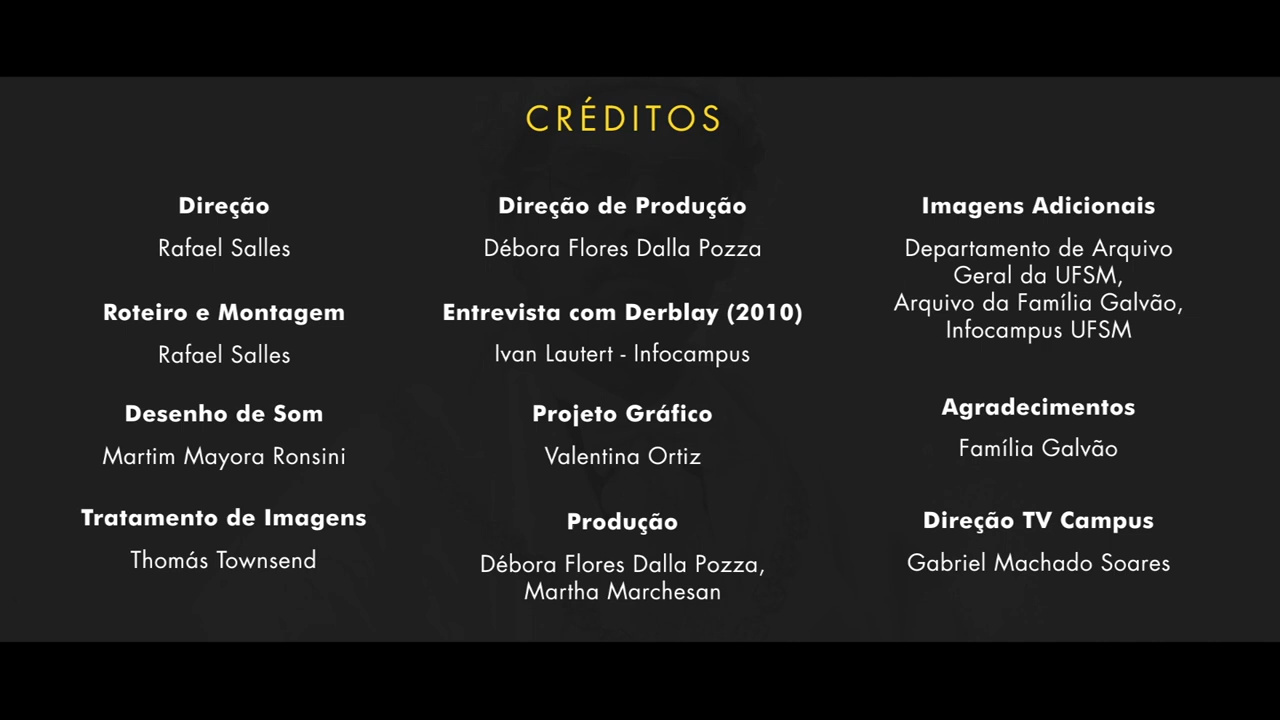 CRÉDITOS
Direção
Rafael Salles
Roteiro e Montagem
Rafael Salles
Desenho de Som
Martim Mayora Ronsini
Tratamento de Imagens
Thomás Townsend
Direção de Produção
Débora Flores Dalla Pozza
Entrevista com Derblay (2010)
Ivan Lautert - Infocampus
Projeto Gráfico
Valentina Ortiz
Produção
Débora Flores Dalla Pozza,
Martha Marchesan
Imagens Adicionais
Departamento de Arquivo
Geral da UFSM,
Arquivo da Família Galvão,
Infocampus UFSM
Agradecimentos
Família Galvão
Direção TV Campus
Gabriel Machado Soares